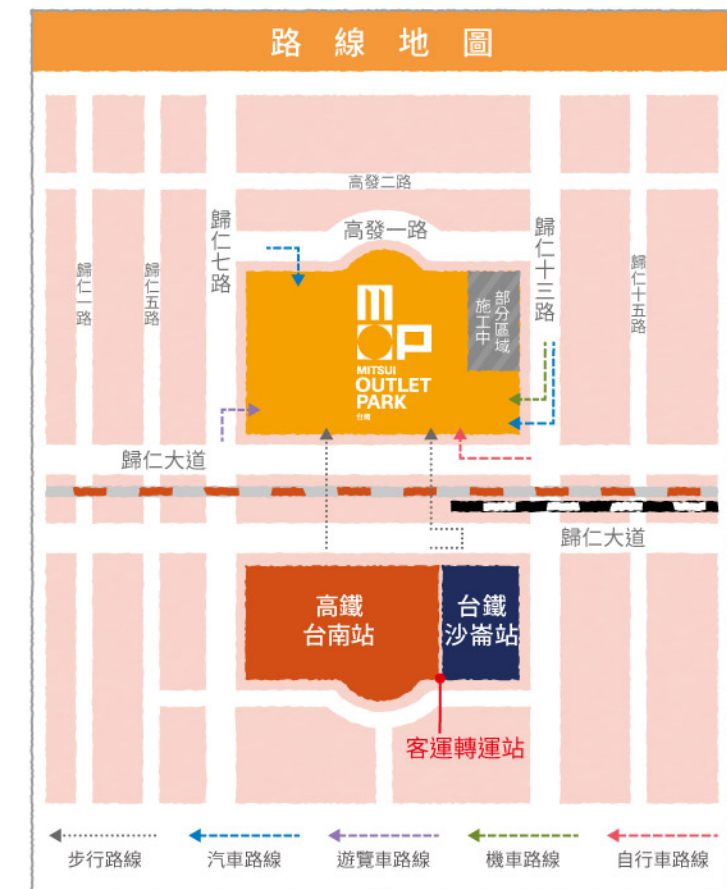 路線地圖
高發二路
高發一路
歸仁七路
歸仁十三路
歸仁一路
歸仁五路
歸仁十五路
部分區域
施工中
MOP
MITSUI
OUTLET
PARK
台南
歸仁大道
歸仁大道
高鐵
台南站
台鐵
沙崙站
客運轉運站
步行路線
汽車路線
遊覽車路線
機車路線
自行車路線